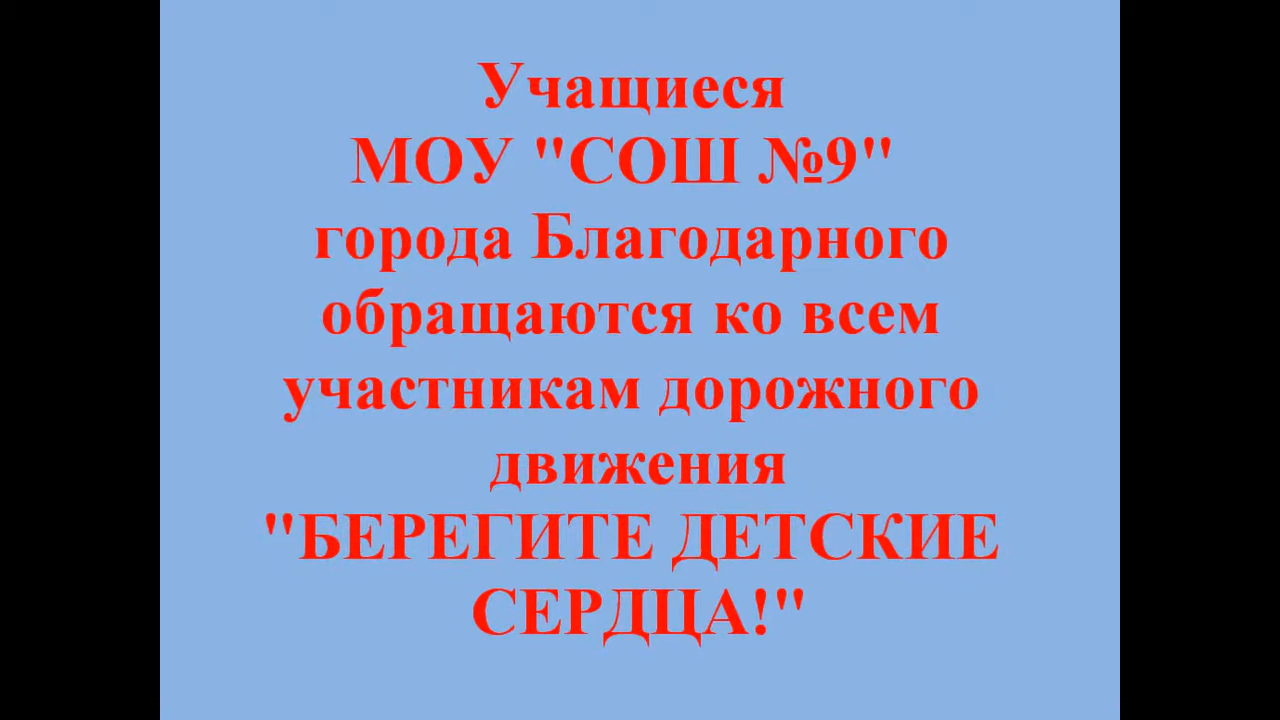 Учащиеся
МОУ "СОШ №9"
города Благодарного
обращаются ко всем
участникам дорожного
движения
"БЕРЕГИТЕ ДЕТСКИЕ
СЕРДЦА!"